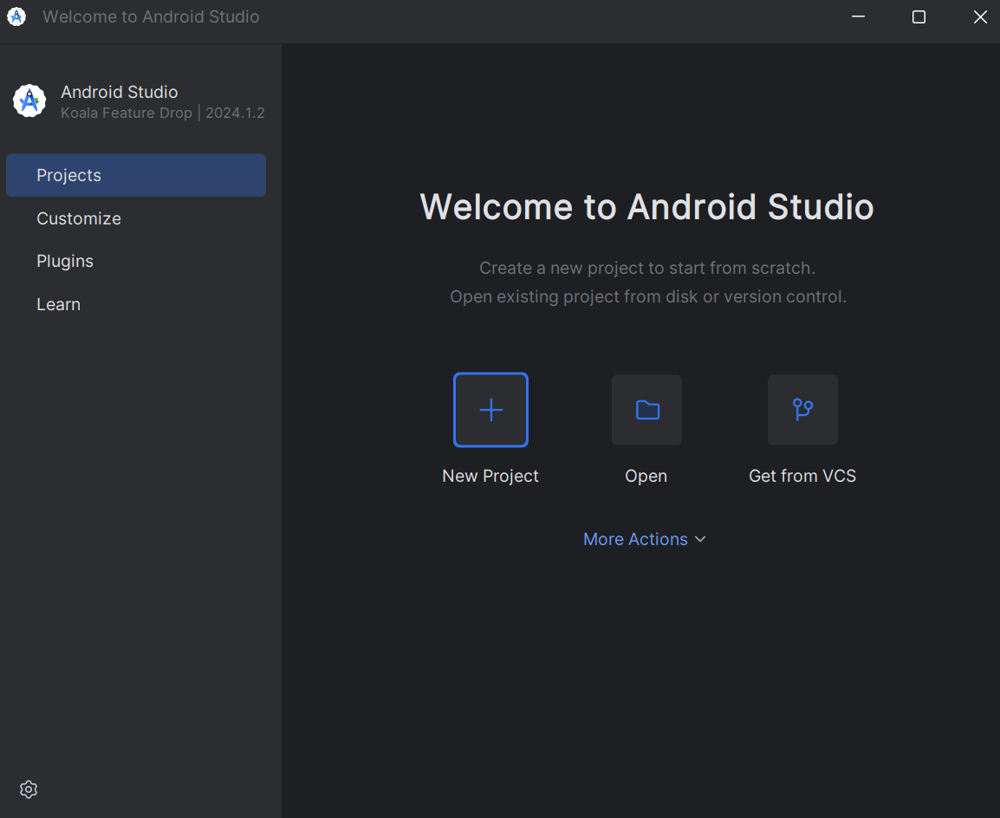 Welcome to Android Studio
Android Studio
Koala Feature Drop | 2024.1.2
Projects
Customize
Plugins
Learn
Welcome to Android Studio
Create a new project to start from scratch.
Open existing project from disk or version control.
New Project
Open
Get from VCS
More Actions